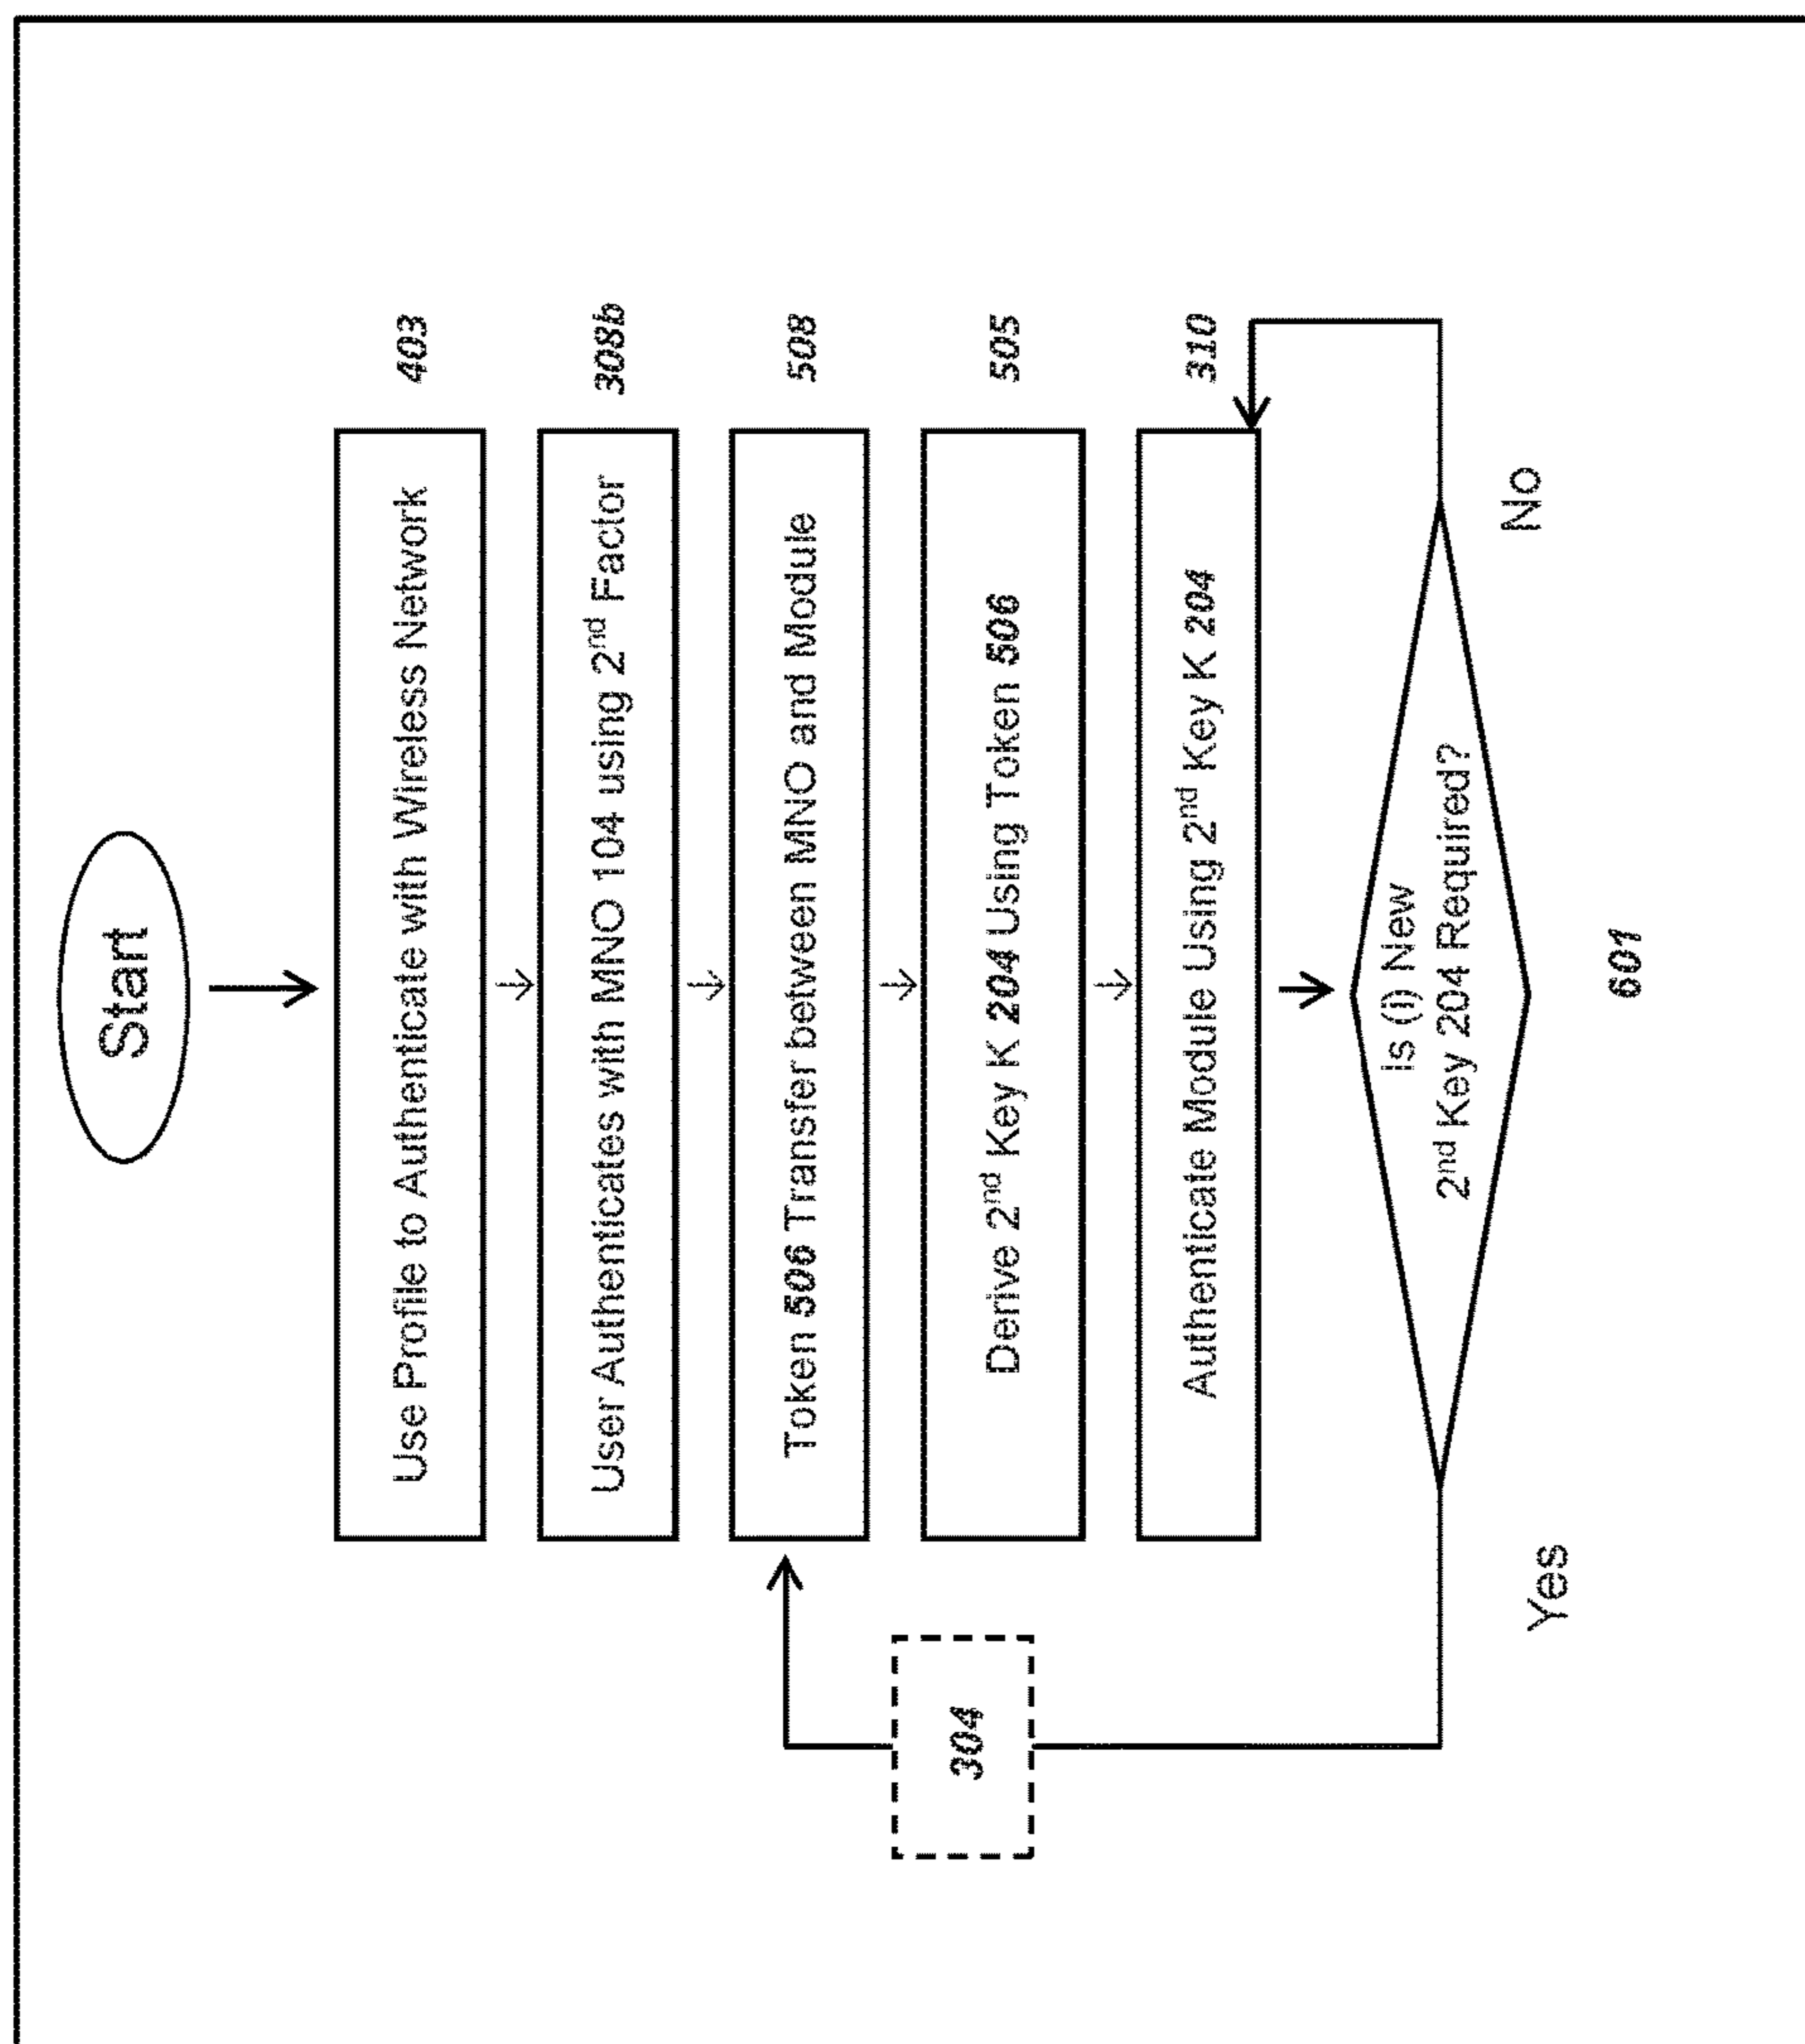 Start
Use Profile to Authenticate with Wireless Network
403
User Authenticates with MNO 104 using 2nd Factor
308b
Token 506 Transfer between MNO and Module
508
Derive 2nd Key K 204 Using Token 506
505
Authenticate Module Using 2nd Key K 204
310
304
Is (i) New
2nd Key 204 Required?
Yes
No
601